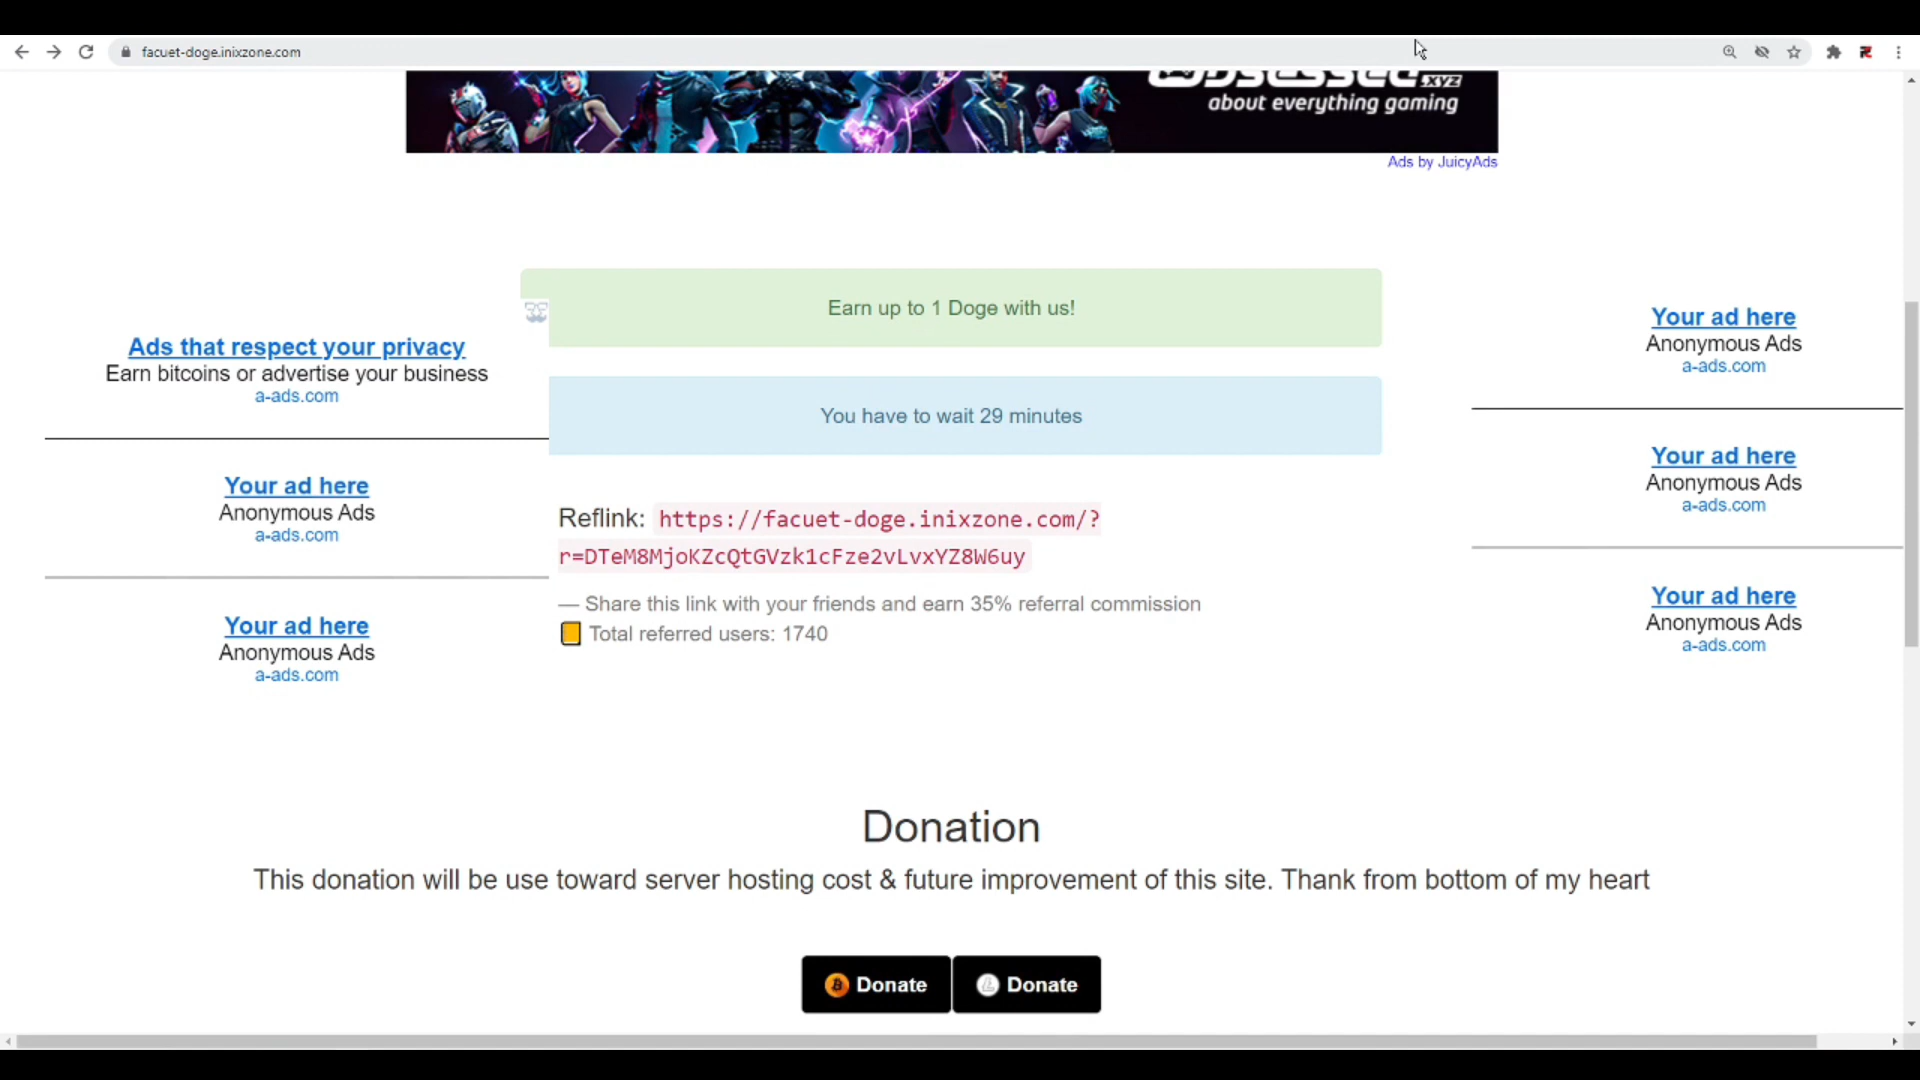 facuet-doge.inixzone.com
.xyz
about everything gaming
Ads by JuicyAds
Earn up to 1 Doge with us!
You have to wait 29 minutes
Ads that respect your privacy
Earn bitcoins or advertise your business
a-ads.com
Your ad here
Anonymous Ads
a-ads.com
Your ad here
Anonymous Ads
a-ads.com
Reflink: https://facuet-doge.inixzone.com/?
r=DTeM8MjoKZcQtGVzk1cFze2vLvxYZ8W6uy
— Share this link with your friends and earn 35% referral commission
Total referred users: 1740
Your ad here
Anonymous Ads
a-ads.com
Your ad here
Anonymous Ads
a-ads.com
Your ad here
Anonymous Ads
a-ads.com
Donation
This donation will be use toward server hosting cost & future improvement of this site. Thank from bottom of my heart
Donate
Donate